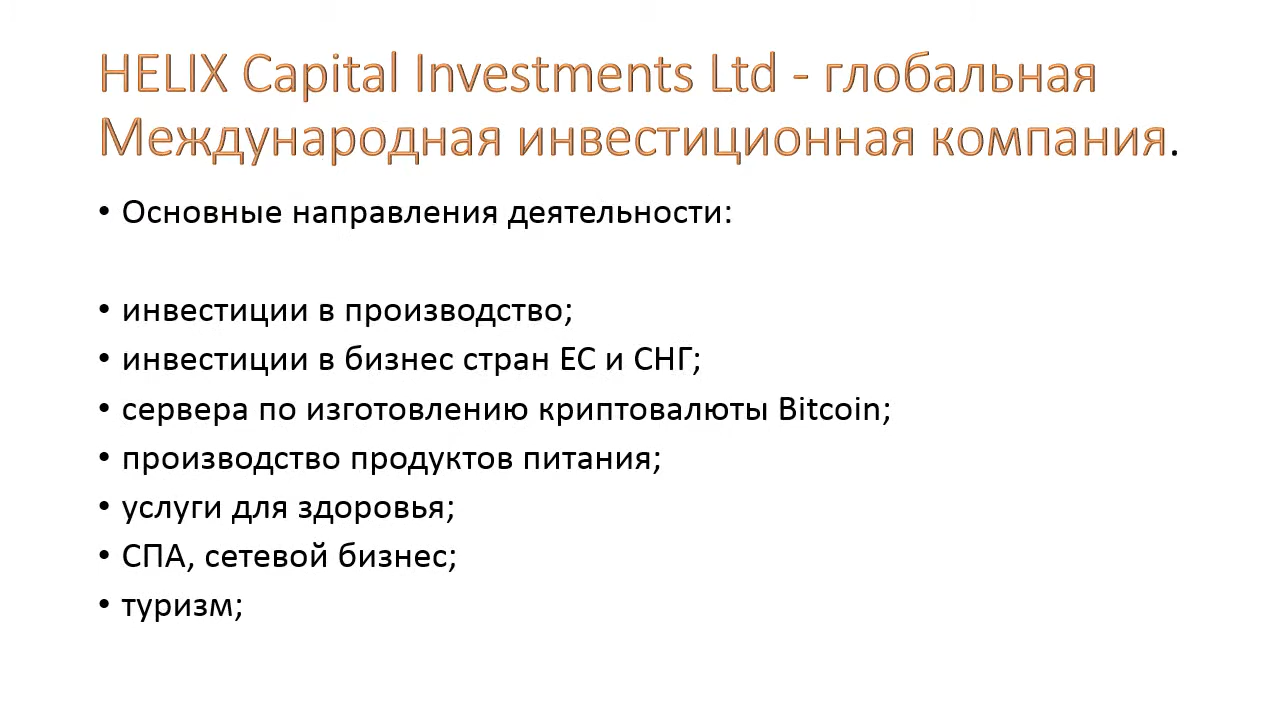 HELIX Capital Investments Ltd - глобальная
Международная инвестиционная компания.
• Основные направления деятельности:
• инвестиции в производство;
• инвестиции в бизнес стран ЕС и СНГ;
• сервера по изготовлению криптовалюты Bitcoin;
• производство продуктов питания;
• услуги для здоровья;
• СПА, сетевой бизнес;
• туризм;